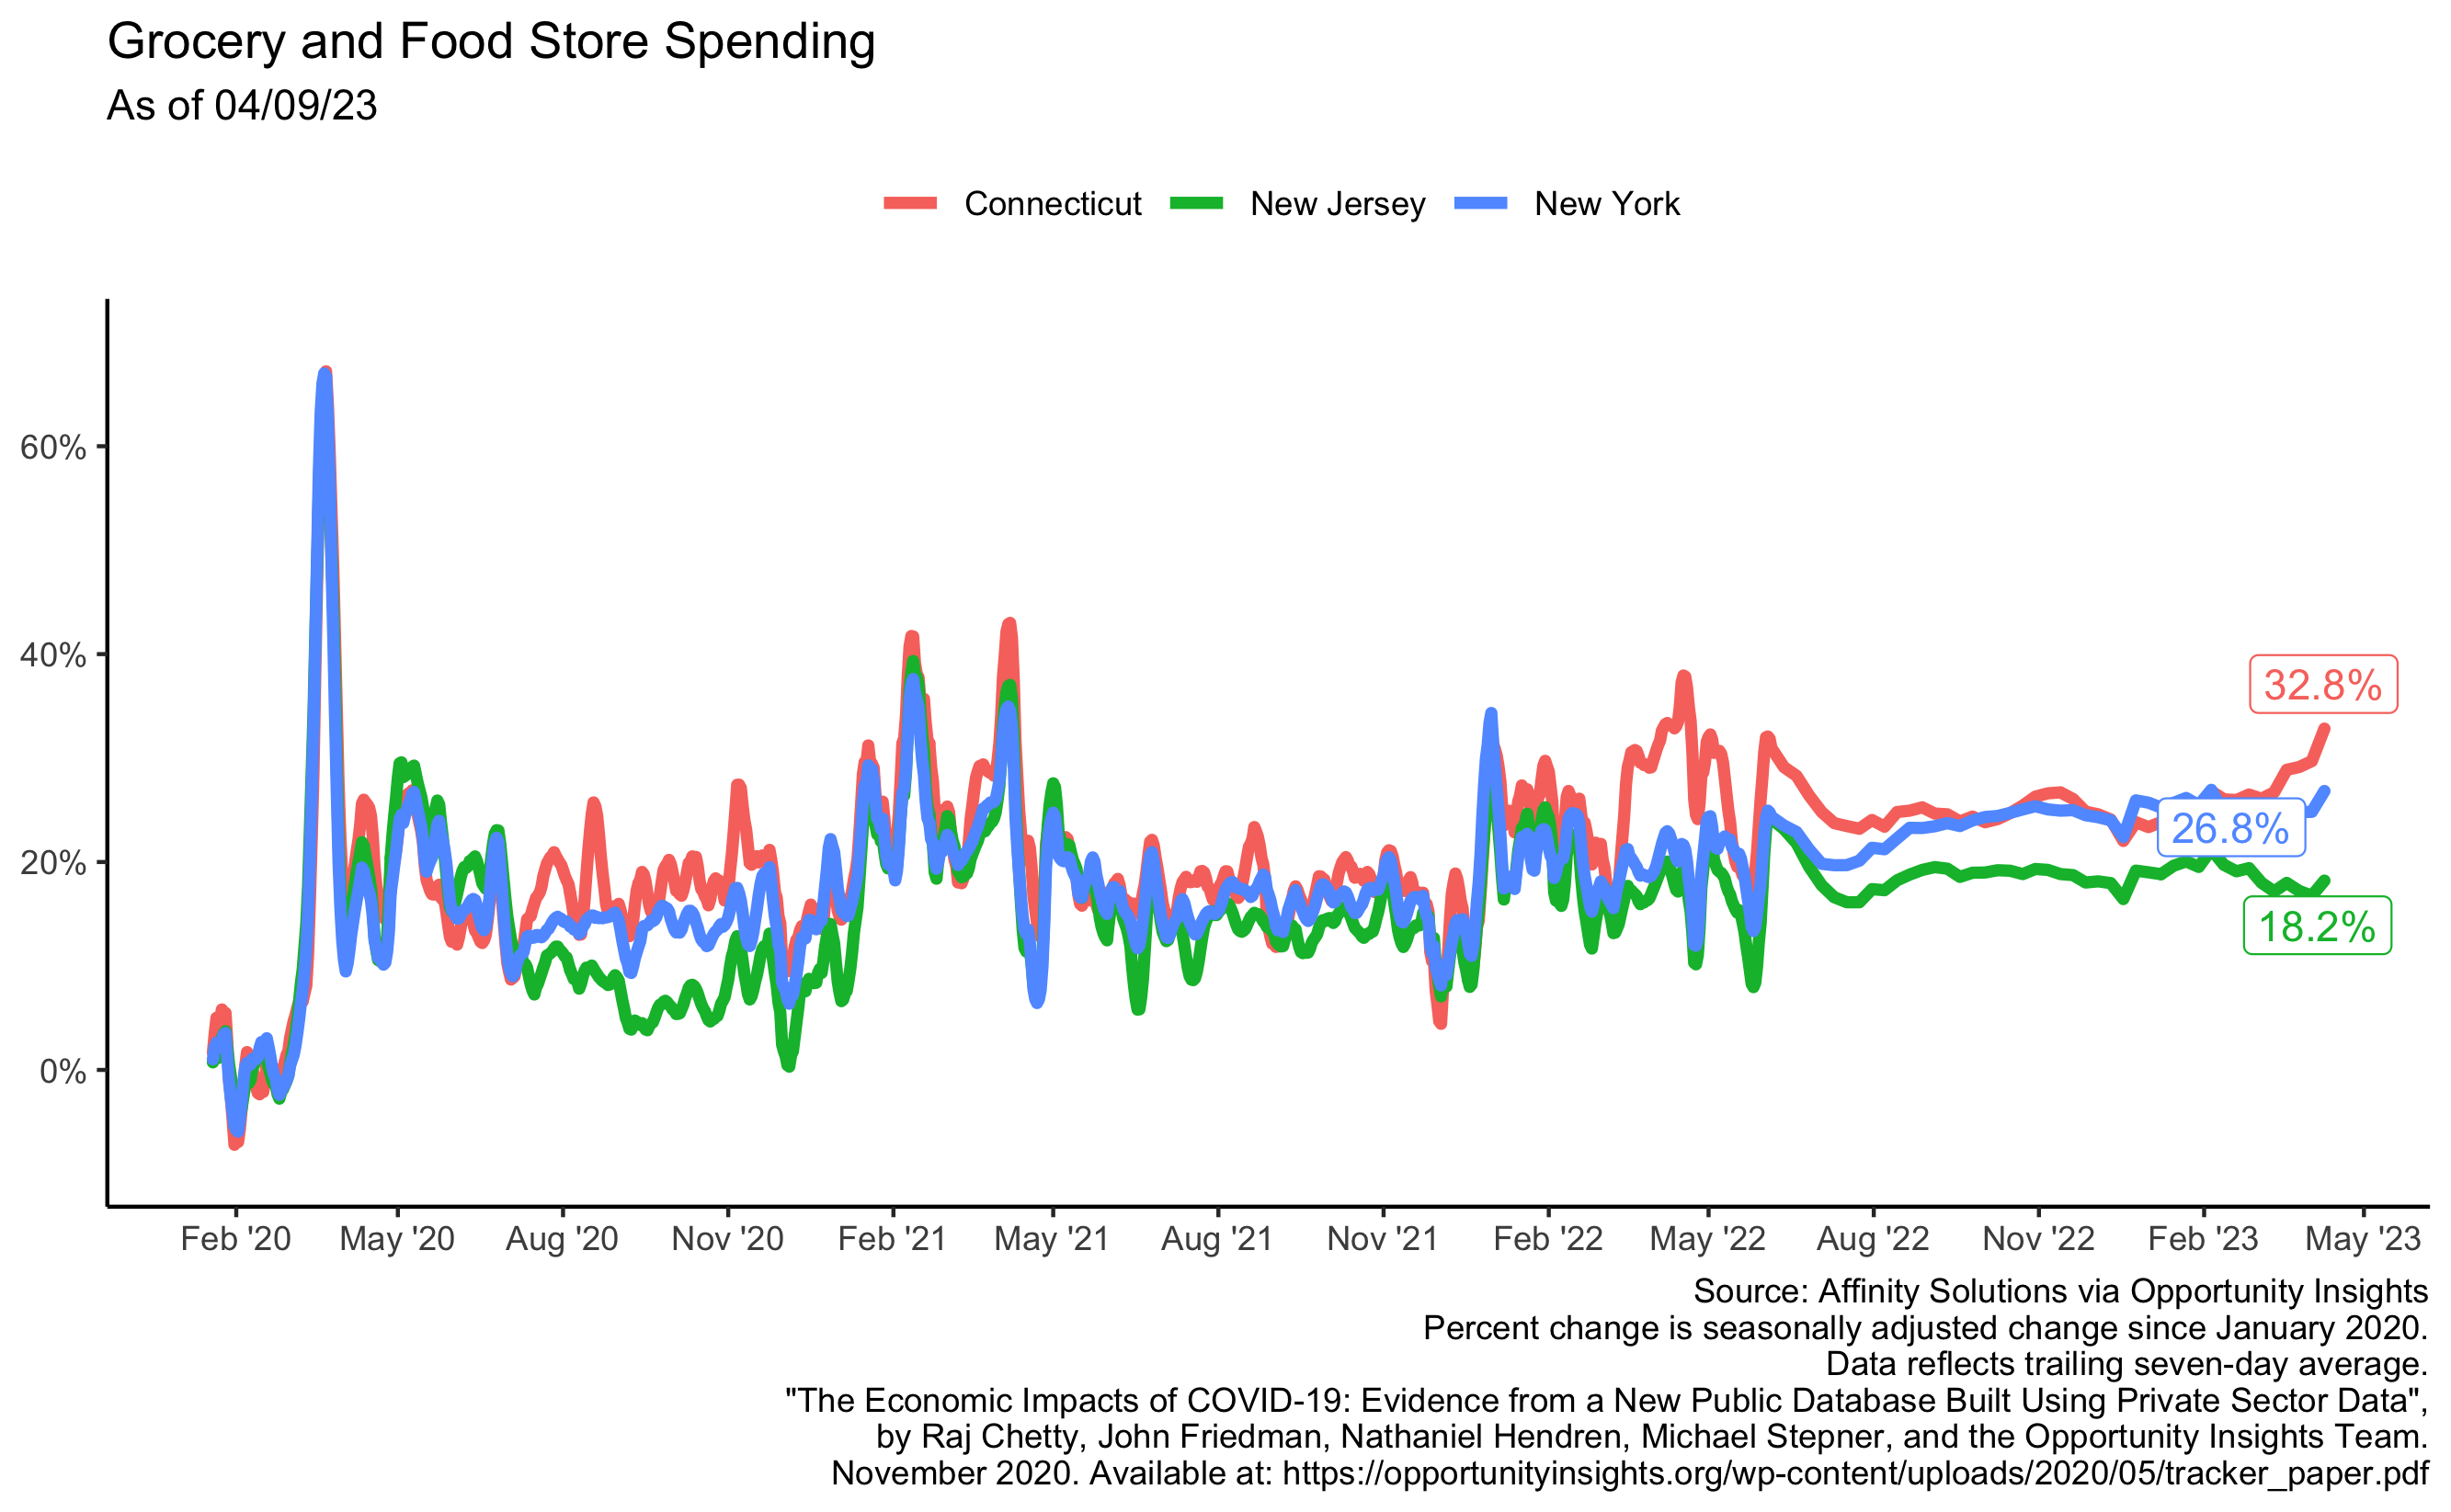 Grocery and Food Store Spending
As of 04/09/23
Connecticut New Jersey New York
60%
40%
20%
0%
32.8%
26.8%
18.2%
Feb '20 May '20 Aug '20 Nov '20 Feb '21 May '21 Aug '21 Nov '21 Feb '22 May '22 Aug '22 Nov '22 Feb '23 May '23
Source: Affinity Solutions via Opportunity Insights
Percent change is seasonally adjusted change since January 2020.
Data reflects trailing seven-day average.
"The Economic Impacts of COVID-19: Evidence from a New Public Database Built Using Private Sector Data",
by Raj Chetty, John Friedman, Nathaniel Hendren, Michael Stepner, and the Opportunity Insights Team.
November 2020. Available at: https://opportunityinsights.org/wp-content/uploads/2020/05/tracker_paper.pdf